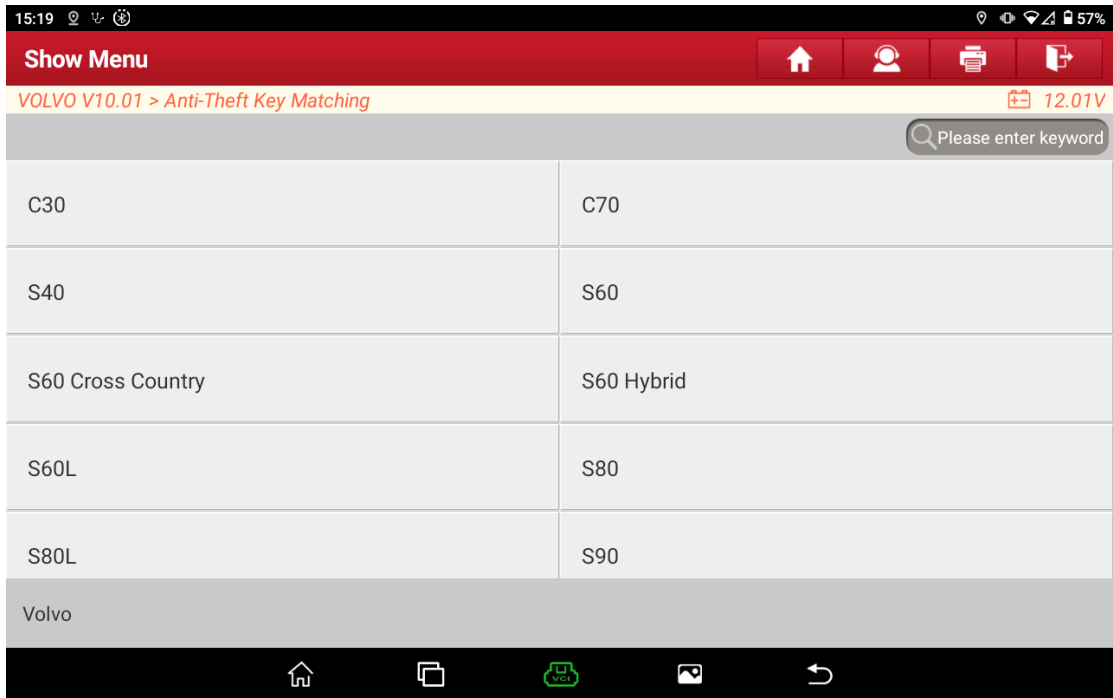 15:19 57%
Show Menu
VOLVO V10.01 > Anti-Theft Key Matching 12.01V
Please enter keyword
C30 C70
S40 S60
S60 Cross Country S60 Hybrid
S60L S80
S80L S90
Volvo
VCI